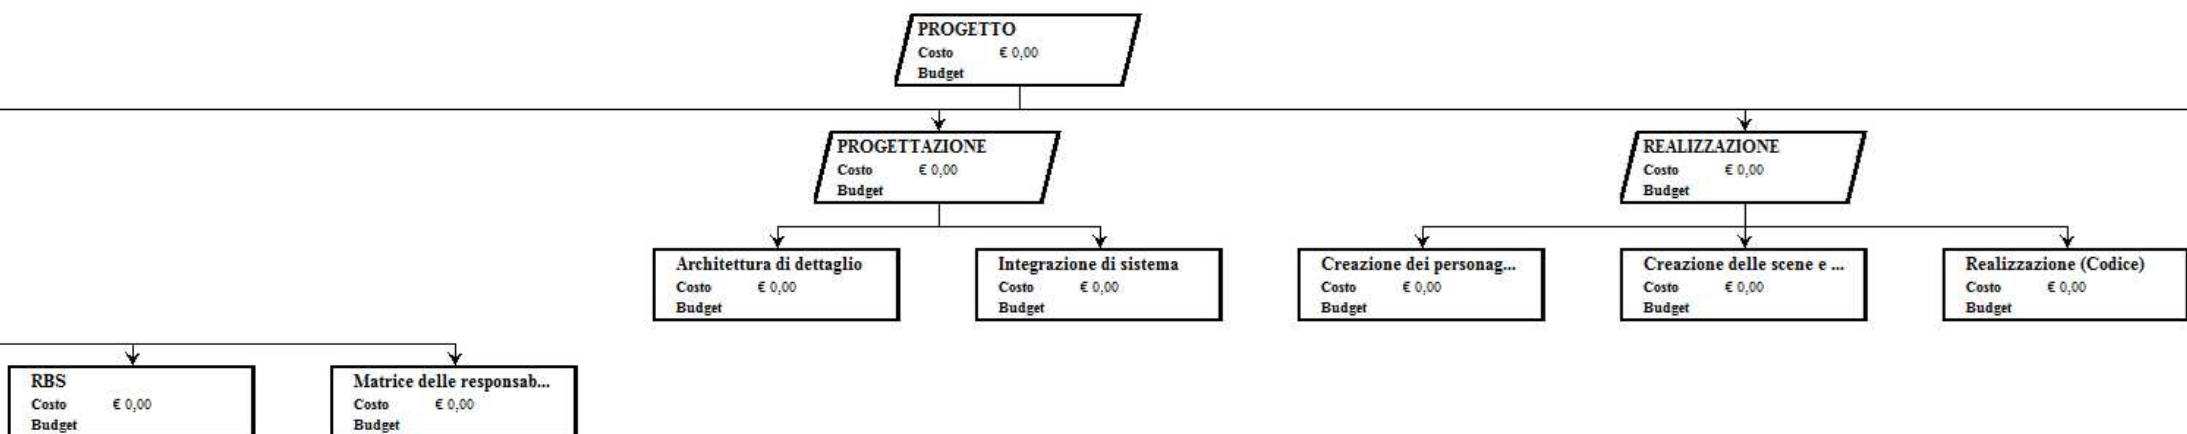 PROGETTO
Costo € 0,00
Budget
PROGETTAZIONE
Costo € 0,00
Budget
REALIZZAZIONE
Costo € 0,00
Budget
Architettura di dettaglio
Costo € 0,00
Budget
Integrazione di sistema
Costo € 0,00
Budget
Creazione dei personag...
Costo € 0,00
Budget
Creazione delle scene e ...
Costo € 0,00
Budget
Realizzazione (Codice)
Costo € 0,00
Budget
RBS
Costo € 0,00
Budget
Matrice delle responsab...
Costo € 0,00
Budget